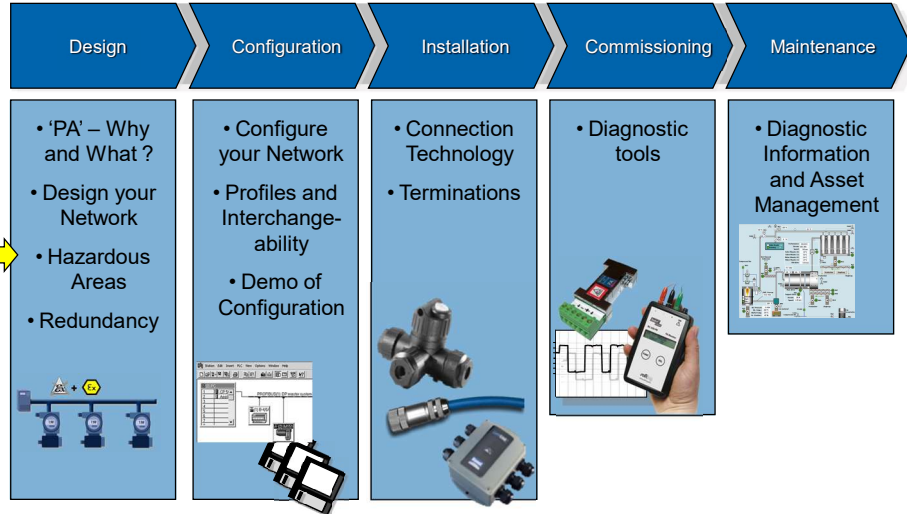 Design
Configuration
Installation
Commissioning
Maintenance
• ‘PA’ – Why
and What ?
• Design your
Network
• Hazardous
Areas
• Redundancy
• Configure
your Network
• Profiles and
Interchange-
ability
• Demo of
Configuration
• Connection
Technology
• Terminations
• Diagnostic
tools
• Diagnostic
Information
and Asset
Management
+
Ex